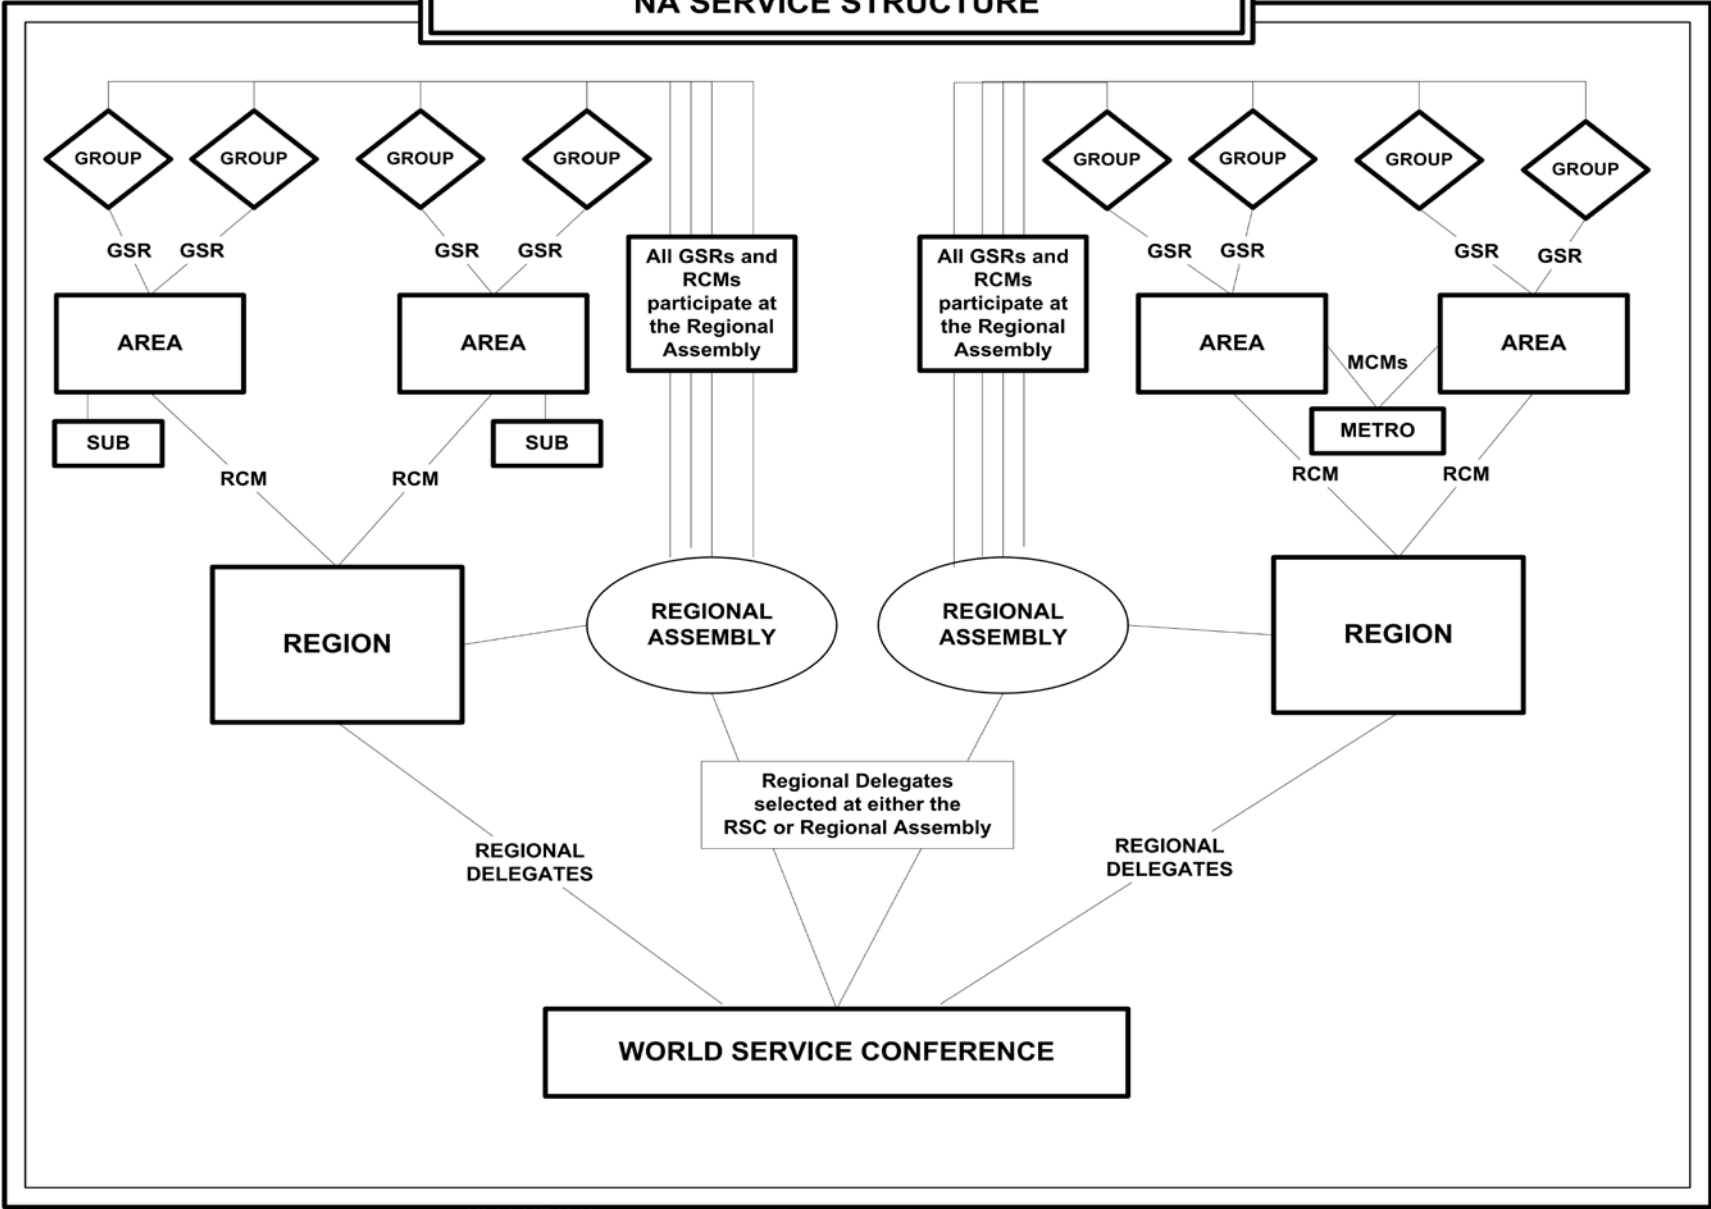 NA SERVICE STRUCTURE
GROUP
GROUP
GROUP
GROUP
GROUP
GROUP
GROUP
GROUP
GSR
GSR
GSR
GSR
All GSRs and
RCMs
participate at
the Regional
Assembly
All GSRs and
RCMs
participate at
the Regional
Assembly
GSR
GSR
GSR
GSR
AREA
AREA
AREA
AREA
MCMs
SUB
SUB
METRO
RCM
RCM
RCM
RCM
REGION
REGIONAL
ASSEMBLY
REGIONAL
ASSEMBLY
REGION
Regional Delegates
selected at either the
RSC or Regional Assembly
REGIONAL
DELEGATES
REGIONAL
DELEGATES
WORLD SERVICE CONFERENCE